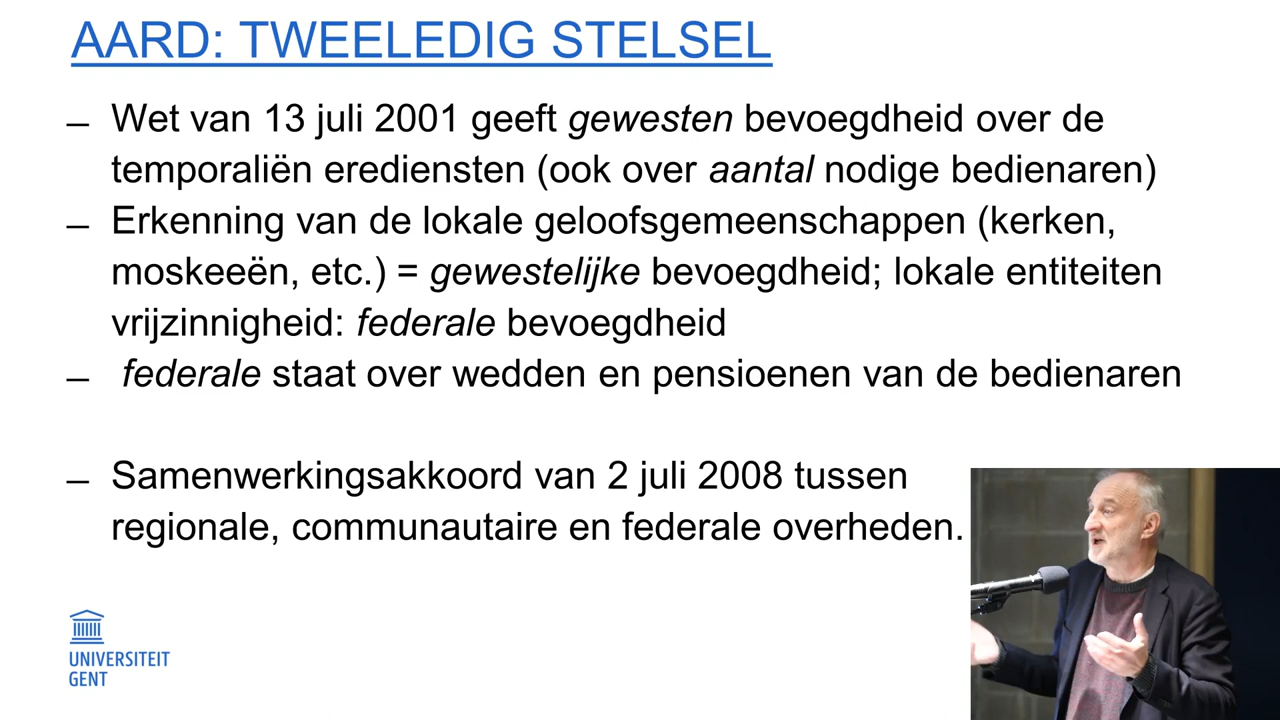 AARD: TWEELEDIG STELSEL
– Wet van 13 juli 2001 geeft gewesten bevoegdheid over de
temporaliën erediensten (ook over aantal nodige bedienaren)
– Erkenning van de lokale geloofsgemeenschappen (kerken,
moskeeën, etc.) = gewestelijke bevoegdheid; lokale entiteiten
vrijzinnigheid: federale bevoegdheid
– federale staat over wedden en pensioenen van de bedienaren
– Samenwerkingsakkoord van 2 juli 2008 tussen
regionale, communautaire en federale overheden.
UNIVERSITEIT
GENT